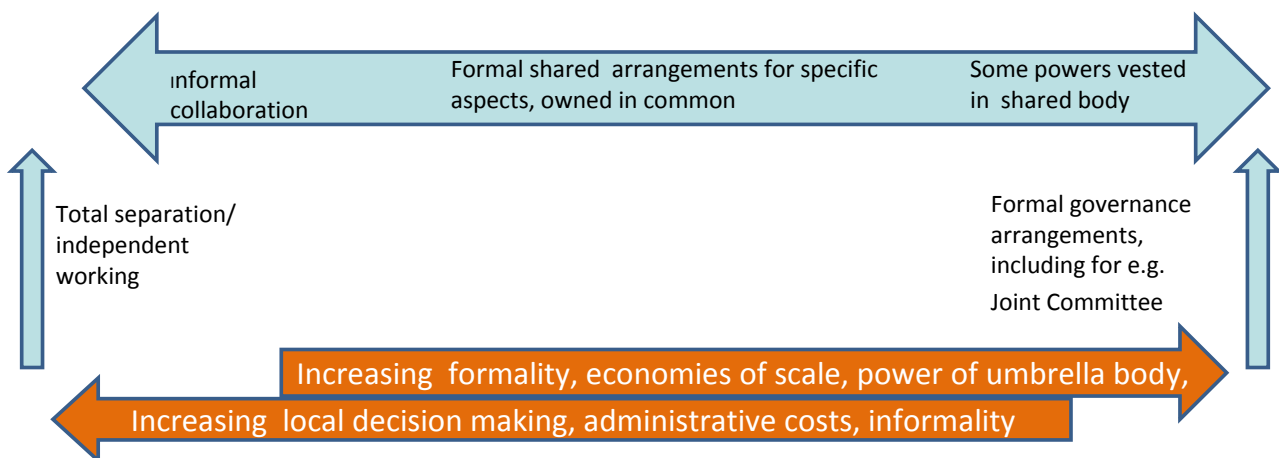 Informal
collaboration
Formal shared arrangements for specific
aspects, owned in common
Some powers vested
in shared body
Total separation/
independent
working
Formal governance
arrangements,
including for e.g.
Joint Committee
Increasing formality, economies of scale, power of umbrella body,
Increasing local decision making, administrative costs, informality